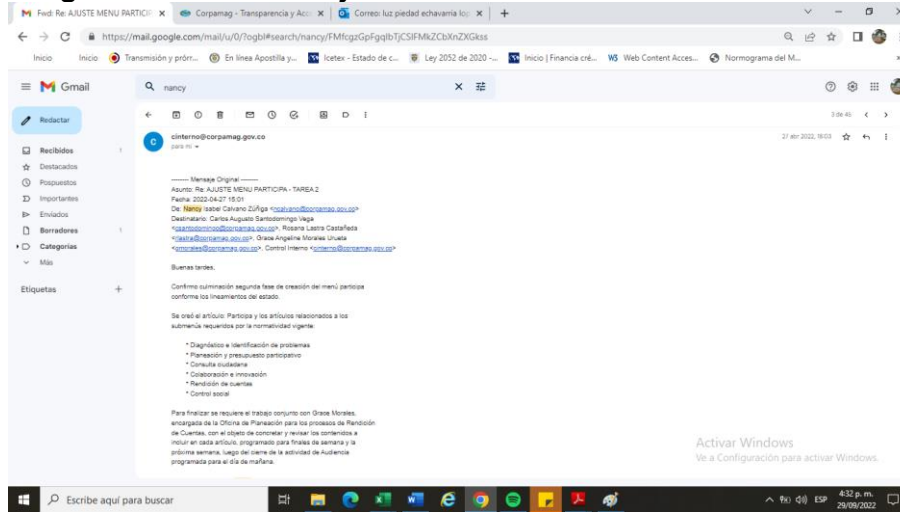 Fwd: Re: AJUSTE MENU PARTICIP
Corpamag - Transparencia y Acc
Correo: luz piedad echavarria lop
https://mail.google.com/mail/u/0/?ogbl#search/nancy/
Inicio
Inicio
Transmisión y prórr...
En línea Apostilla y...
Icetex - Estado de c...
Ley 2052 de 2020 -...
Inicio | Financia cré...
Web Content Acces...
Normograma del M...
Gmail
nancy
Redactar
Recibidos
Destacados
Pospuestos
Importantes
Enviados
Borradores
Categorías
Más
Etiquetas
3 de 45
cinterno@corpamag.gov.co
para mí
-------- Mensaje Original --------
Asunto: Re: AJUSTE MENU PARTICIPA - TAREA 2
Fecha: 2022-04-27 15:01
De: Nancy Isabel Calvano Zúñiga <ncalvano@corpamag.gov.co>
Destinatario: Carlos Augusto Santodomingo Vega
<csantodomingo@corpamag.gov.co>, Rosana Lastra Castañeda
<rlastra@corpamag.gov.co>, Grace Angeline Morales Urueta
<gmorales@corpamag.gov.co>, Control Interno <cinterno@corpamag.gov.co>
Buenas tardes,
Confirmo culminación segunda fase de creación del menú participa
conforme los lineamientos del estado.
Se creó el artículo: Participa y los artículos relacionados a los
submenús requeridos por la normatividad vigente:
* Diagnóstico e Identificación de problemas
* Planeación y presupuesto participativo
* Consulta ciudadana
* Colaboración e innovación
* Rendición de cuentas
* Control social
Para finalizar se requiere el trabajo conjunto con Grace Morales,
encargada de la Oficina de Planeación para los procesos de Rendición
de Cuentas, con el objeto de concretar y revisar los contenidos a
incluir en cada artículo, programado para finales de semana y la
próxima semana, luego del cierre de la actividad de Audiencia
programada para el día de mañana.
Activar Windows
Ve a Configuración para activar Windows.
Escribe aquí para buscar
ESP
4:32 p. m.
29/09/2022